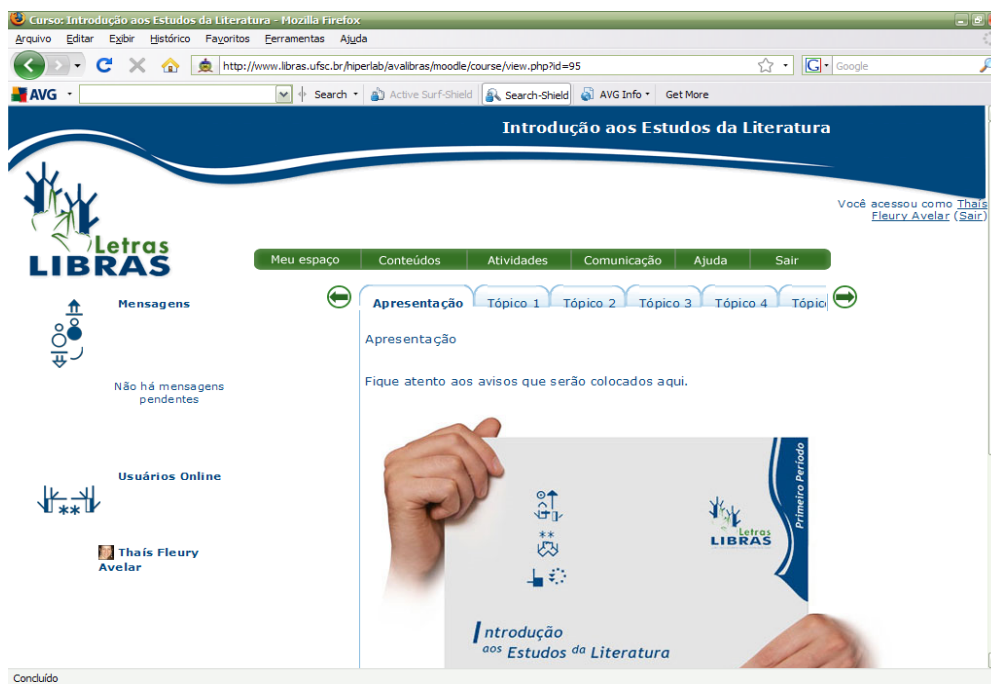 Curso: Introdução aos Estudos da Literatura - Mozilla Firefox
Arquivo Editar Exibir Histórico Favoritos Ferramentas Ajuda
http://www.libras.ufsc.br/hiperlab/avalibras/moodle/course/view.php?id=95
G Google
AVG Search Active Surf-Shield Search-Shield AVG Info Get More
Introdução aos Estudos da Literatura
Você acessou como Thaís
Fleury Avelar (Sair)
Letras
LIBRAS
Meu espaço Conteúdos Atividades Comunicação Ajuda Sair
Mensagens
Apresentação Tópico 1 Tópico 2 Tópico 3 Tópico 4 Tópic
Apresentação
Não há mensagens
pendentes
Fique atento aos avisos que serão colocados aqui.
Usuários Online
Thaís Fleury
Avelar
Primeiro Período
Letras
LIBRAS
Introdução
aos Estudos da Literatura
Concluído